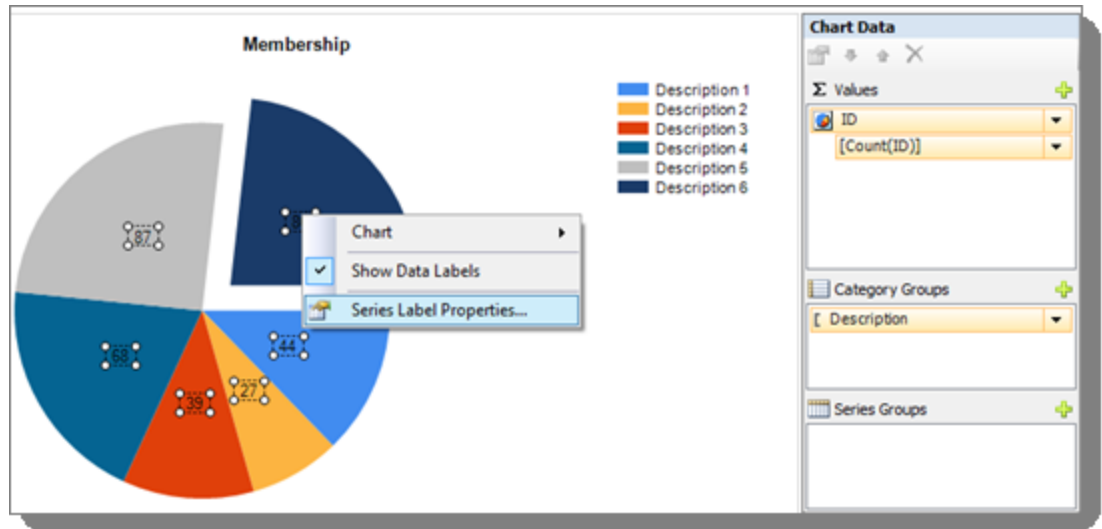 Membership
Description 1
Description 2
Description 3
Description 4
Description 5
Description 6
87
68
39
27
44
Chart
Show Data Labels
Series Label Properties...
Chart Data
Σ Values
ID
[Count(ID)]
Category Groups
[ Description
Series Groups